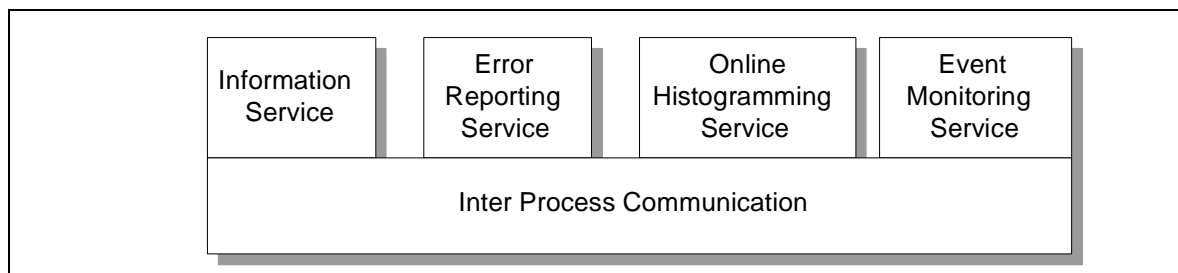 Information
Service
Error
Reporting
Service
Online
Histogramming
Service
Event
Monitoring
Service
Inter Process Communication